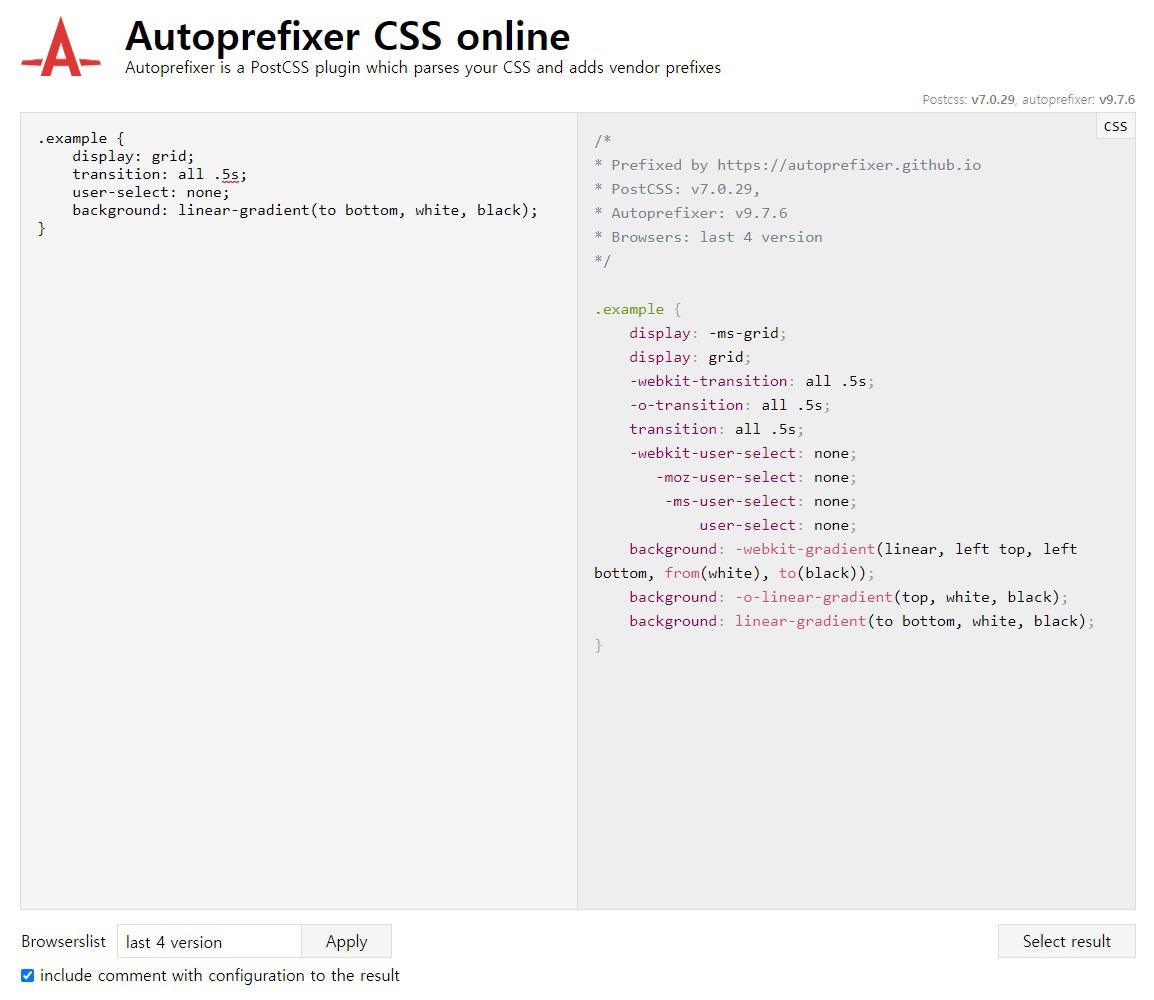 Autoprefixer CSS online
Autoprefixer is a PostCSS plugin which parses your CSS and adds vendor prefixes
Postcss: v7.0.29, autoprefixer: v9.7.6
.example {
    display: grid;
    transition: all .5s;
    user-select: none;
    background: linear-gradient(to bottom, white, black);
}
CSS
/*
* Prefixed by https://autoprefixer.github.io
* PostCSS: v7.0.29,
* Autoprefixer: v9.7.6
* Browsers: last 4 version
*/
.example {
    display: -ms-grid;
    display: grid;
    -webkit-transition: all .5s;
    -o-transition: all .5s;
    transition: all .5s;
    -webkit-user-select: none;
       -moz-user-select: none;
        -ms-user-select: none;
            user-select: none;
    background: -webkit-gradient(linear, left top, left
bottom, from(white), to(black));
    background: -o-linear-gradient(top, white, black);
    background: linear-gradient(to bottom, white, black);
}
Browserslist last 4 version Apply Select result
include comment with configuration to the result